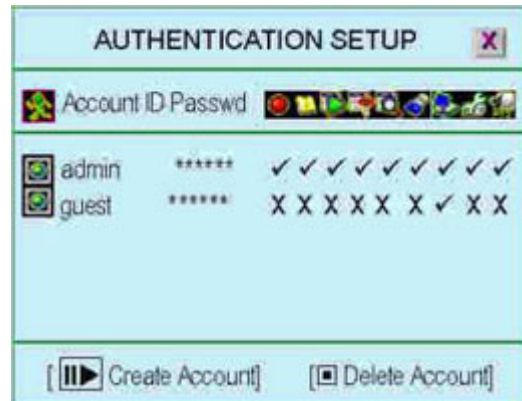 AUTHENTICATION SETUP X
Account ID Passwd
admin ****** ✓ ✓ ✓ ✓ ✓ ✓ ✓ ✓ ✓
guest ****** X X X X X X ✓ X X
[ Create Account] [ Delete Account]